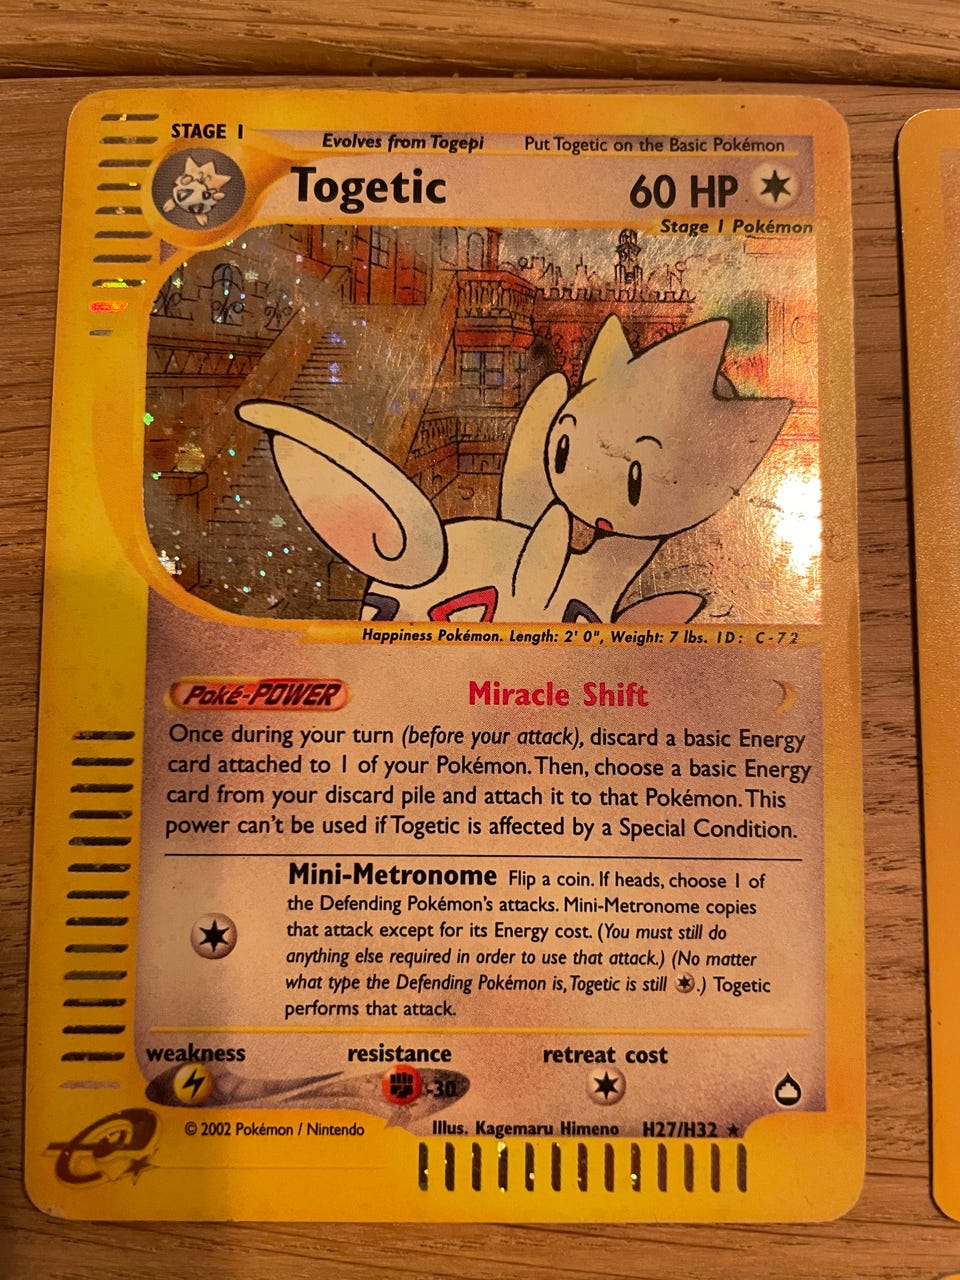 STAGE 1
Evolves from Togepi Put Togetic on the Basic Pokémon
Togetic 60 HP
Stage 1 Pokémon
Happiness Pokémon. Length: 2' 0", Weight: 7 lbs. ID: C-72
Poké-POWER Miracle Shift
Once during your turn (before your attack), discard a basic Energy
card attached to 1 of your Pokémon. Then, choose a basic Energy
card from your discard pile and attach it to that Pokémon. This
power can't be used if Togetic is affected by a Special Condition.
Mini-Metronome Flip a coin. If heads, choose 1 of
the Defending Pokémon's attacks. Mini-Metronome copies
that attack except for its Energy cost. (You must still do
anything else required in order to use that attack.) (No matter
what type the Defending Pokémon is, Togetic is still .) Togetic
performs that attack.
weakness resistance retreat cost
-30
© 2002 Pokémon / Nintendo Illus. Kagemaru Himeno H27/H32 ★
e